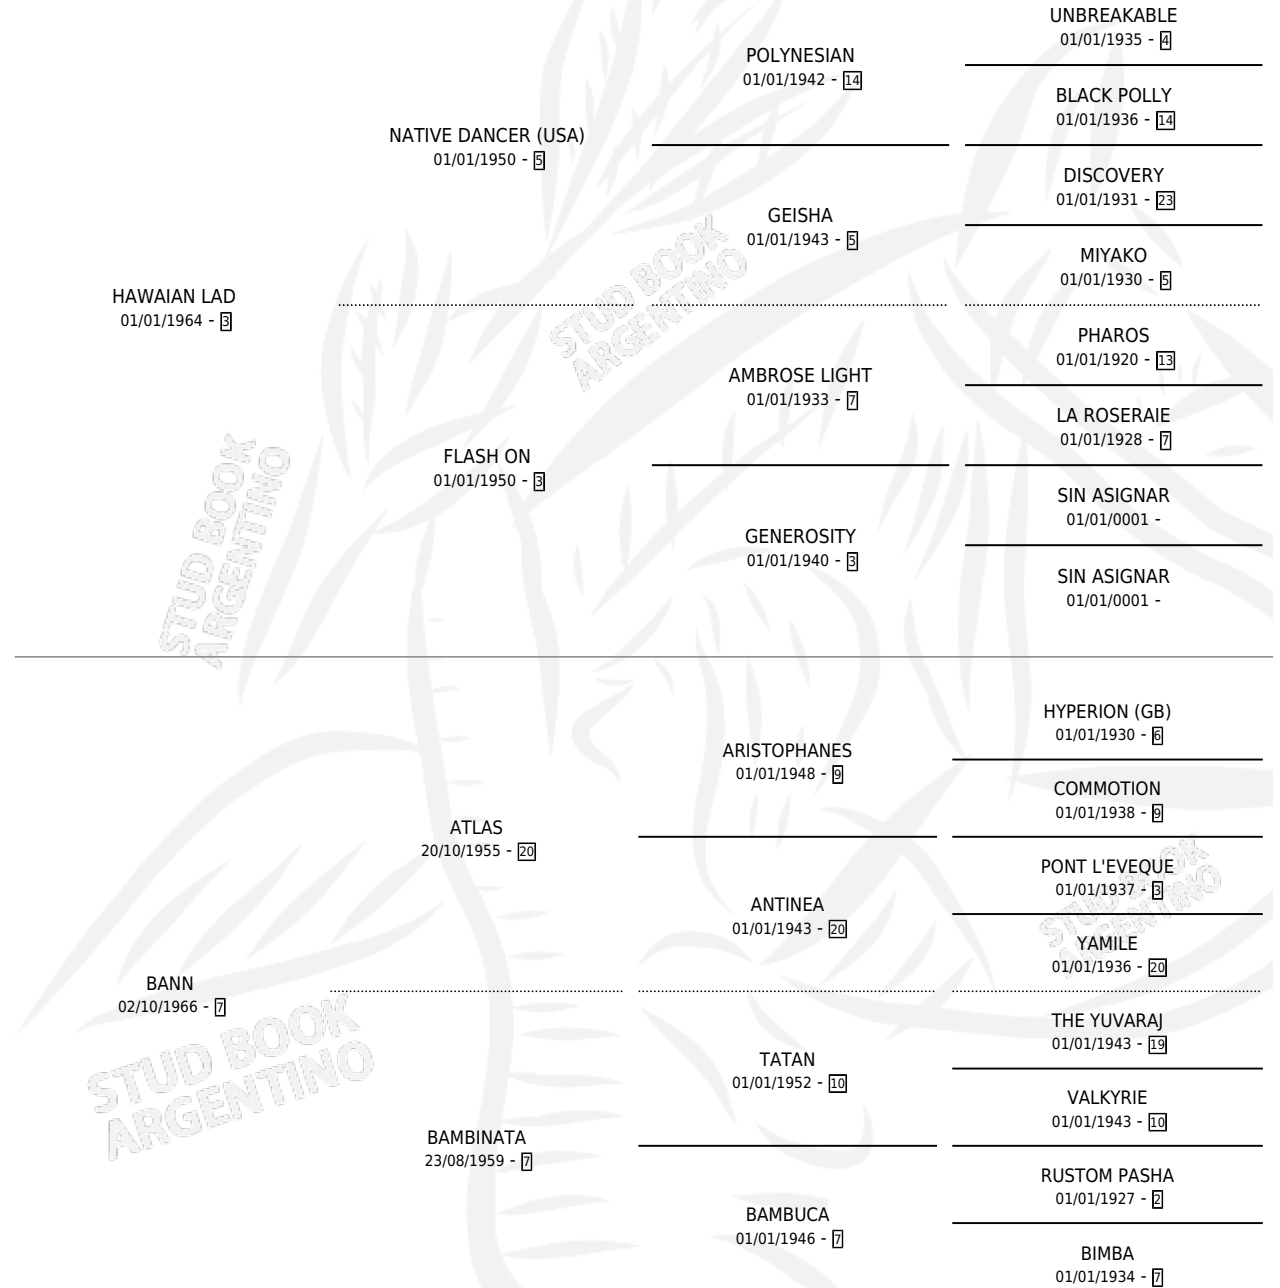 UNBREAKABLE
01/01/1935 - 4
POLYNESIAN
01/01/1942 - 14
BLACK POLLY
01/01/1936 - 14
NATIVE DANCER (USA)
01/01/1950 - 5
DISCOVERY
01/01/1931 - 23
GEISHA
01/01/1943 - 5
MIYAKO
01/01/1930 - 5
HAWAIAN LAD
01/01/1964 - 3
PHAROS
01/01/1920 - 13
AMBROSE LIGHT
01/01/1933 - 7
LA ROSERAIE
01/01/1928 - 7
FLASH ON
01/01/1950 - 3
SIN ASIGNAR
01/01/0001 -
GENEROSITY
01/01/1940 - 3
SIN ASIGNAR
01/01/0001 -
HYPERION (GB)
01/01/1930 - 6
ARISTOPHANES
01/01/1948 - 9
COMMOTION
01/01/1938 - 9
ATLAS
20/10/1955 - 20
PONT L'EVEQUE
01/01/1937 - 3
ANTINEA
01/01/1943 - 20
YAMILE
01/01/1936 - 20
BANN
02/10/1966 - 7
THE YUVARAJ
01/01/1943 - 19
TATAN
01/01/1952 - 10
VALKYRIE
01/01/1943 - 10
BAMBINATA
23/08/1959 - 7
RUSTOM PASHA
01/01/1927 - 2
BAMBUCA
01/01/1946 - 7
BIMBA
01/01/1934 - 7
STUD BOOK
ARGENTINO
STUD BOOK
ARGENTINO
STUD BOOK
ARGENTINO
STUD BOOK
ARGENTINO